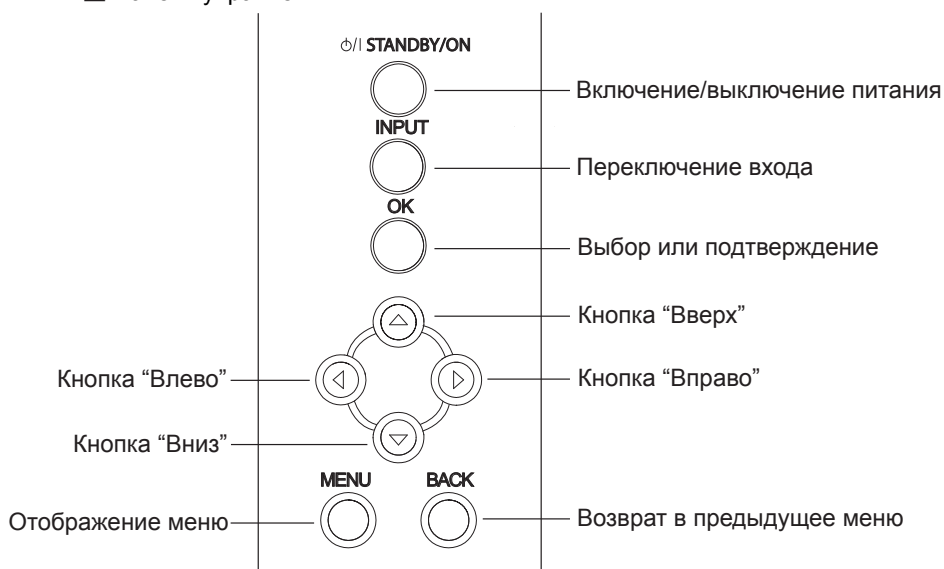 ⏻/I STANDBY/ON
Включение/выключение питания
INPUT
Переключение входа
OK
Выбор или подтверждение
Кнопка “Вверх”
Кнопка “Влево”
Кнопка “Вправо”
Кнопка “Вниз”
MENU
BACK
Отображение меню
Возврат в предыдущее меню